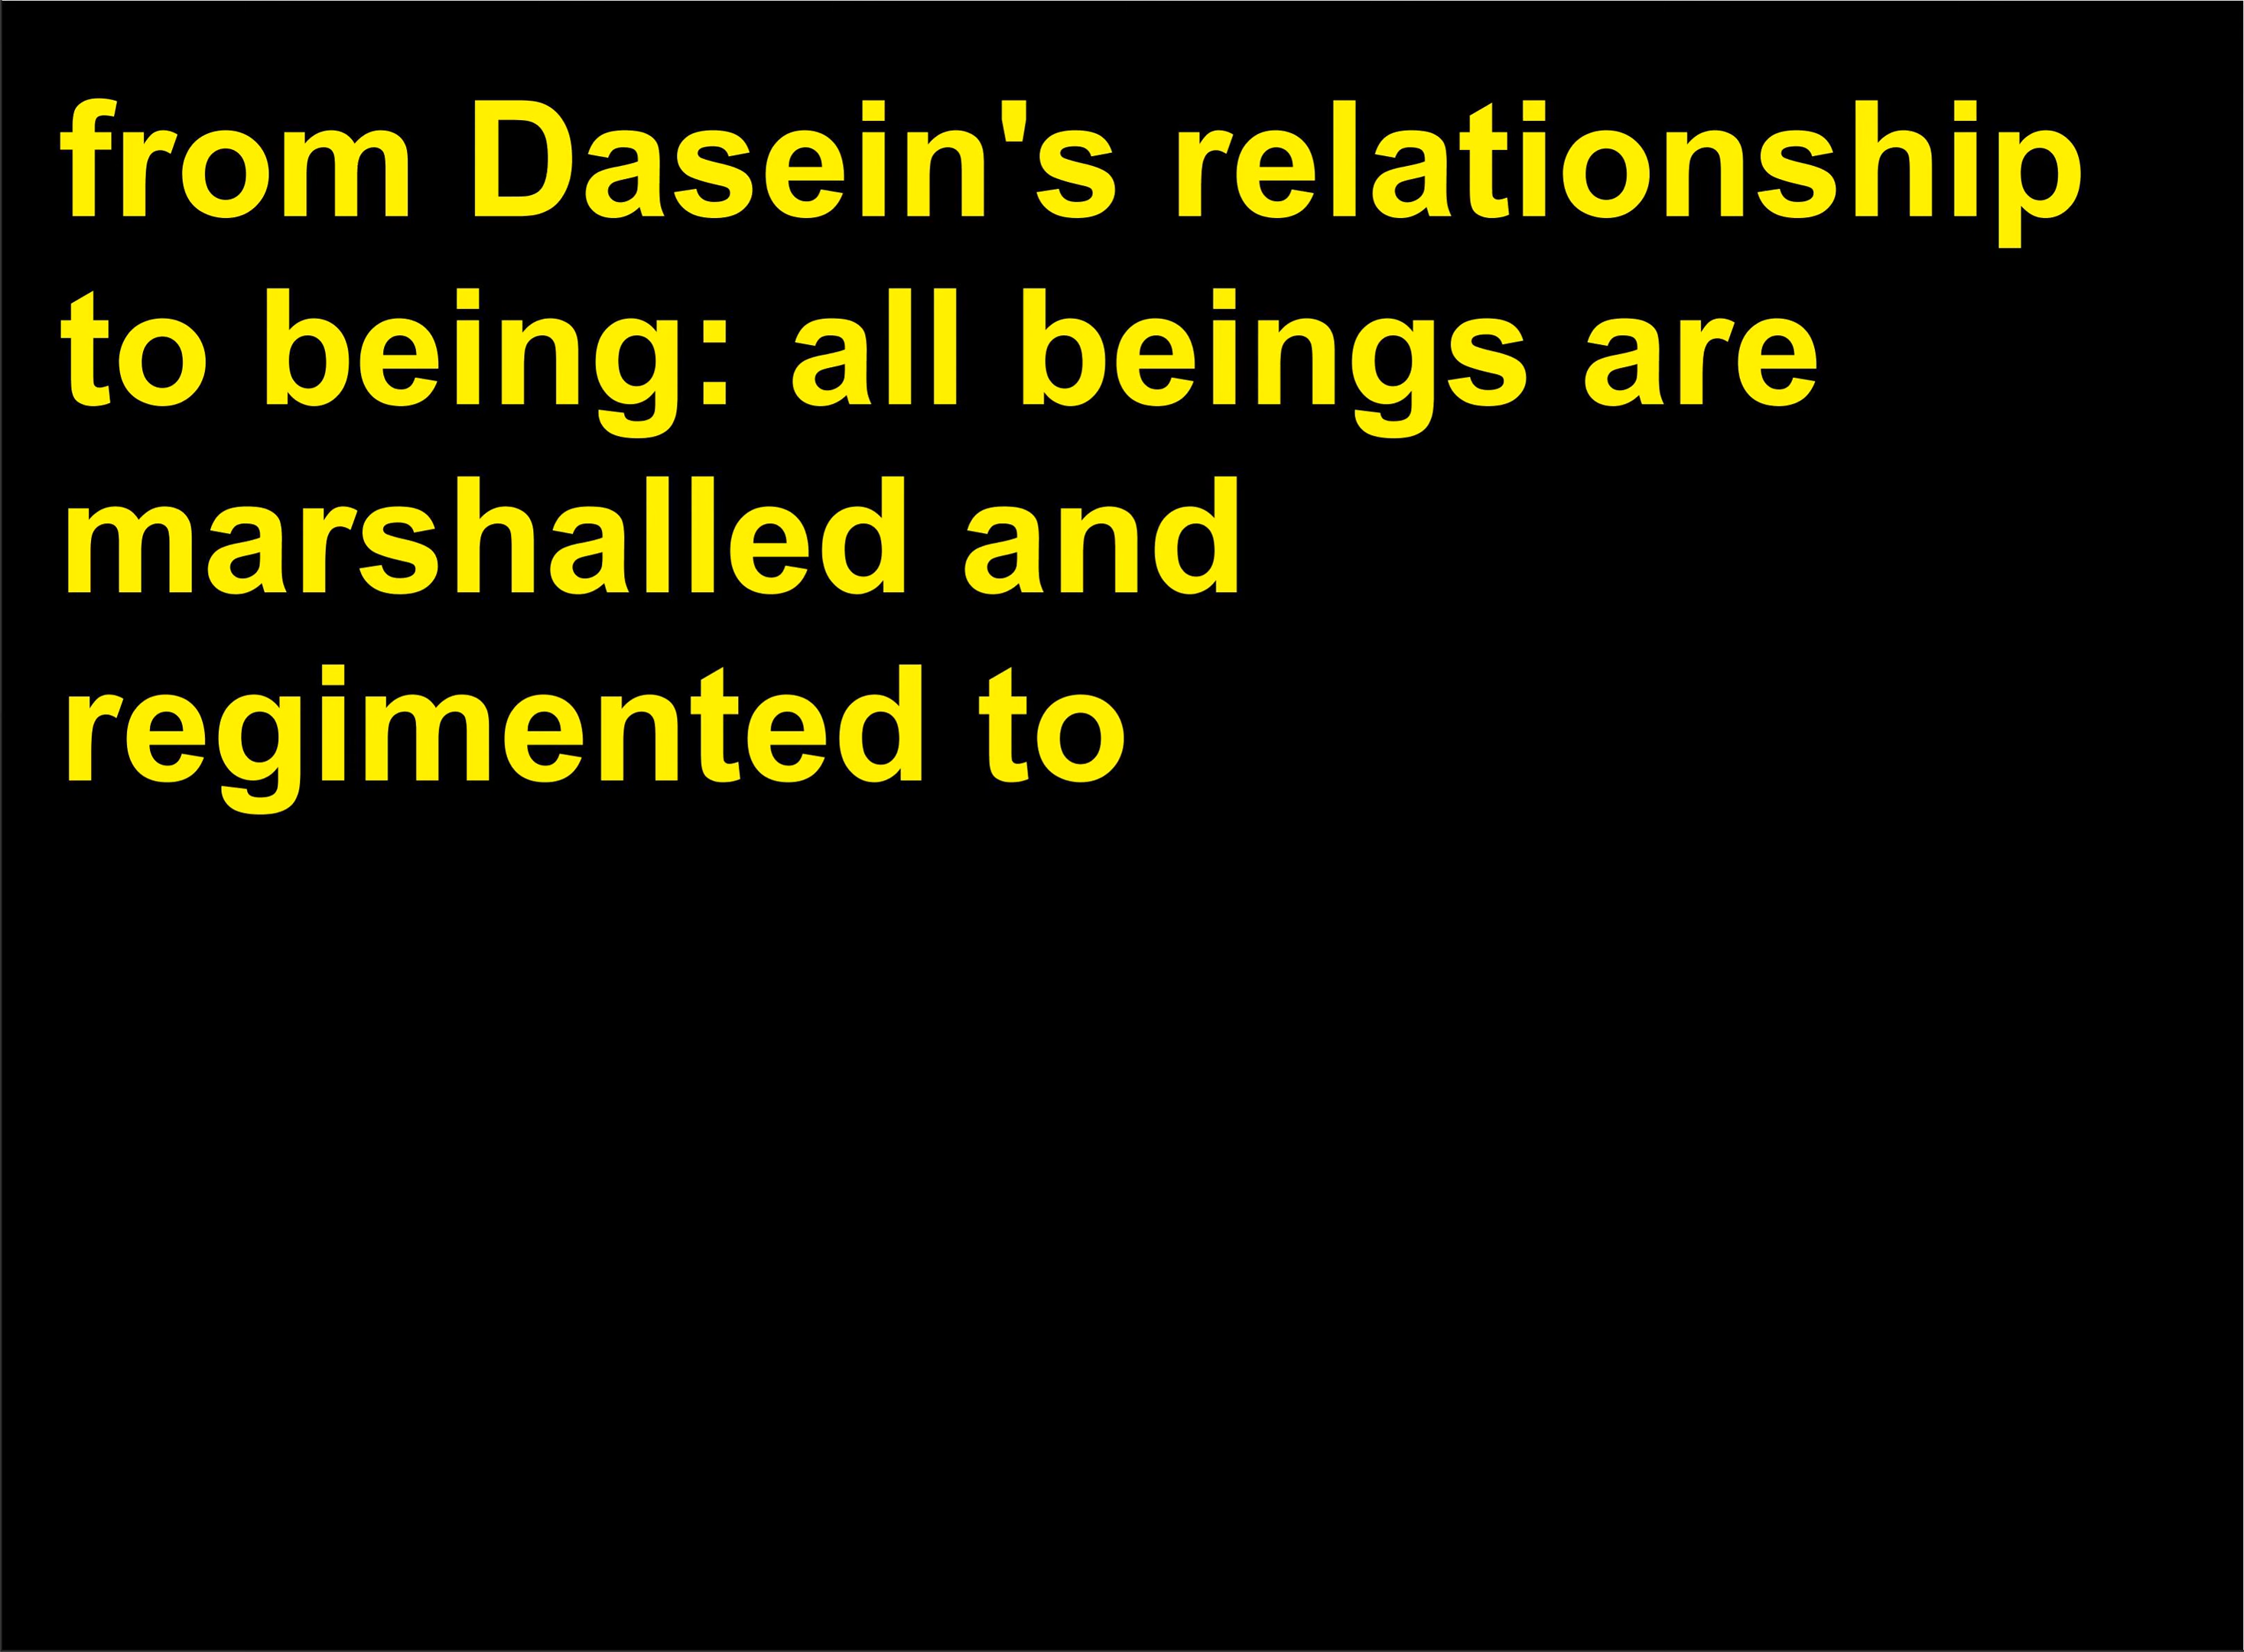 from Dasein's relationship
to being: all beings are
marshalled and
regimented to